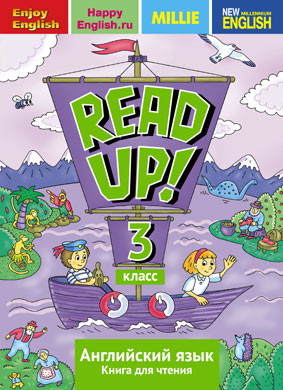 Enjoy English
Happy English.ru
MILLIE
NEW MILLENNIUM ENGLISH
READ
UP!
3
класс
Английский язык
Книга для чтения